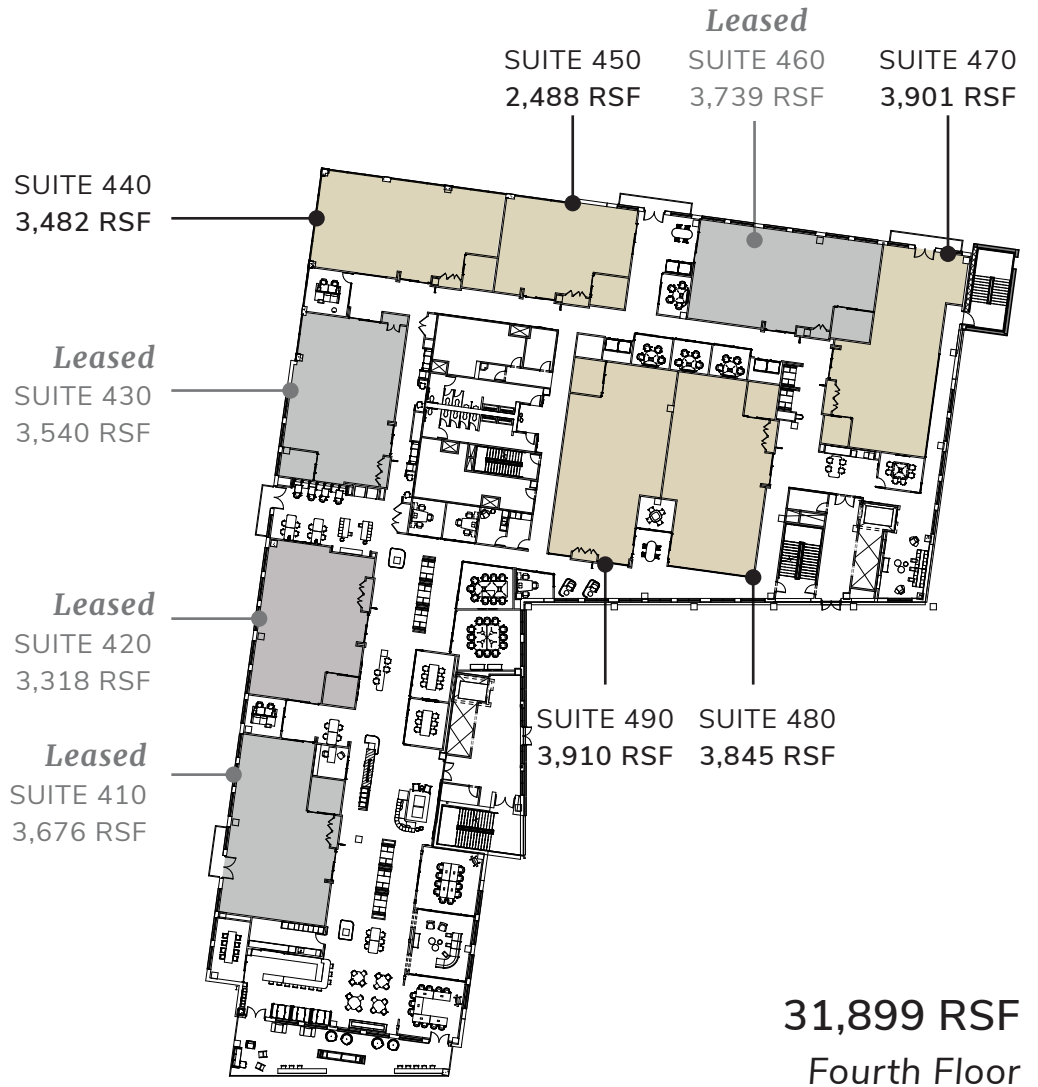 Leased
SUITE 450
2,488 RSF
SUITE 460
3,739 RSF
SUITE 470
3,901 RSF
SUITE 440
3,482 RSF
Leased
SUITE 430
3,540 RSF
Leased
SUITE 420
3,318 RSF
SUITE 490
3,910 RSF
SUITE 480
3,845 RSF
Leased
SUITE 410
3,676 RSF
31,899 RSF
Fourth Floor